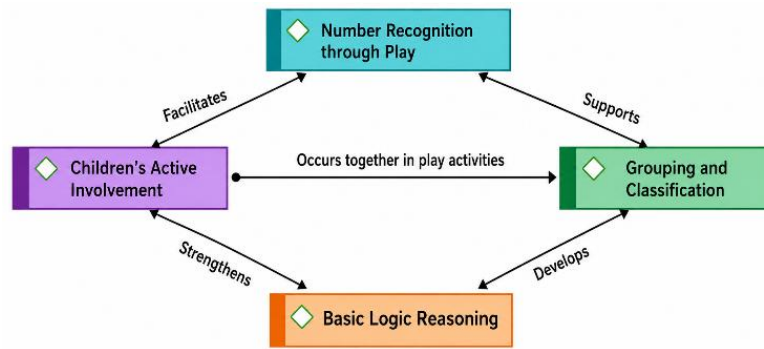 Number Recognition
through Play
Facilitates
Supports
Children's Active
Involvement
Occurs together in play activities
Grouping and
Classification
Strengthens
Develops
Basic Logic Reasoning